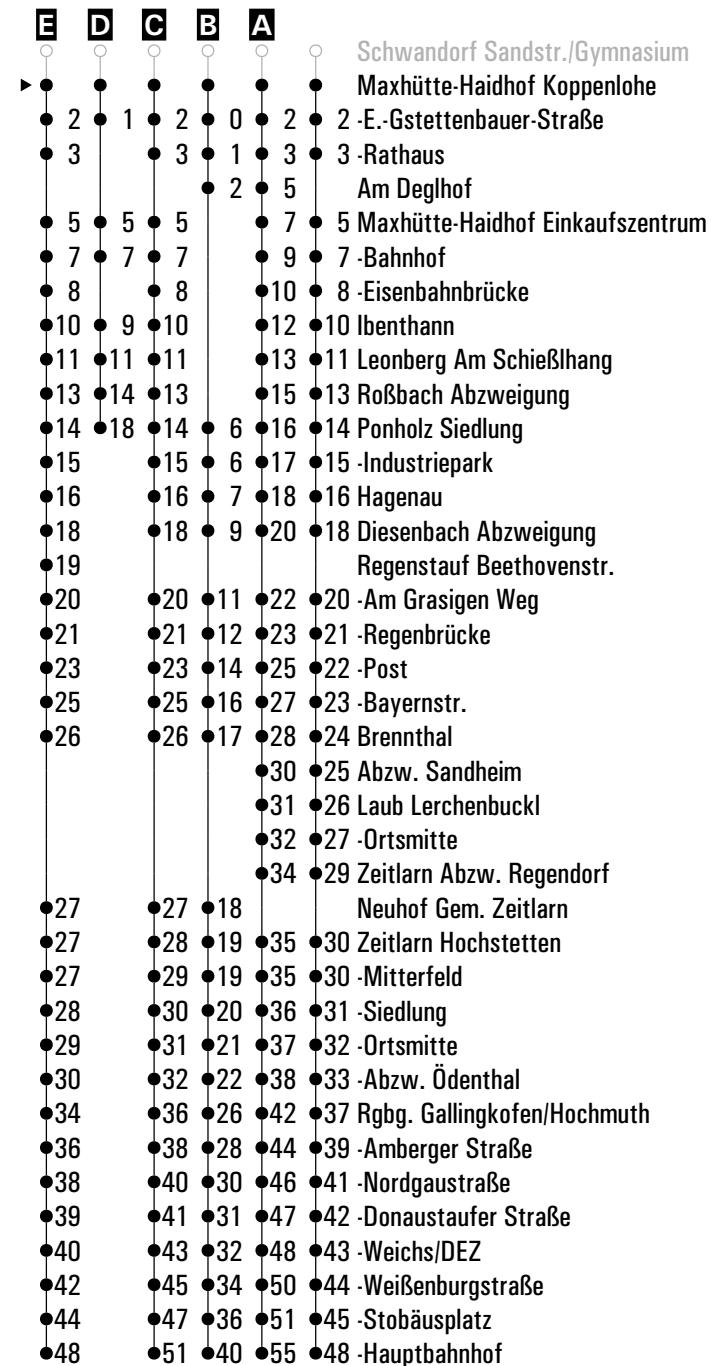 E D C B A
Schwandorf Sandstr./Gymnasium
Maxhütte-Haidhof Koppenlohe
2 1 2 0 2 2 -E.-Gstettenbauer-Straße
3 3 1 3 3 -Rathaus
2 5 Am Deglhof
5 5 5 7 5 Maxhütte-Haidhof Einkaufszentrum
7 7 7 9 7 -Bahnhof
8 8 10 8 -Eisenbahnbrücke
10 9 10 12 10 Ibenthann
11 11 11 13 11 Leonberg Am Schießlhang
13 14 13 15 13 Roßbach Abzweigung
14 18 14 6 16 14 Ponholz Siedlung
15 15 6 17 15 -Industriepark
16 16 7 18 16 Hagenau
18 18 9 20 18 Diesenbach Abzweigung
19 Regenstauf Beethovenstr.
20 20 11 22 20 -Am Grasigen Weg
21 21 12 23 21 -Regenbrücke
23 23 14 25 22 -Post
25 25 16 27 23 -Bayernstr.
26 26 17 28 24 Brennthal
30 25 Abzw. Sandheim
31 26 Laub Lerchenbuckl
32 27 -Ortsmitte
34 29 Zeitlarn Abzw. Regendorf
27 27 18 Neuhof Gem. Zeitlarn
27 28 19 35 30 Zeitlarn Hochstetten
27 29 19 35 30 -Mitterfeld
28 30 20 36 31 -Siedlung
29 31 21 37 32 -Ortsmitte
30 32 22 38 33 -Abzw. Ödenthal
34 36 26 42 37 Rgbg. Gallingkofen/Hochmuth
36 38 28 44 39 -Amberger Straße
38 40 30 46 41 -Nordgaustraße
39 41 31 47 42 -Donaustaufer Straße
40 43 32 48 43 -Weichs/DEZ
42 45 34 50 44 -Weißenburgstraße
44 47 36 51 45 -Stobäusplatz
48 51 40 55 48 -Hauptbahnhof